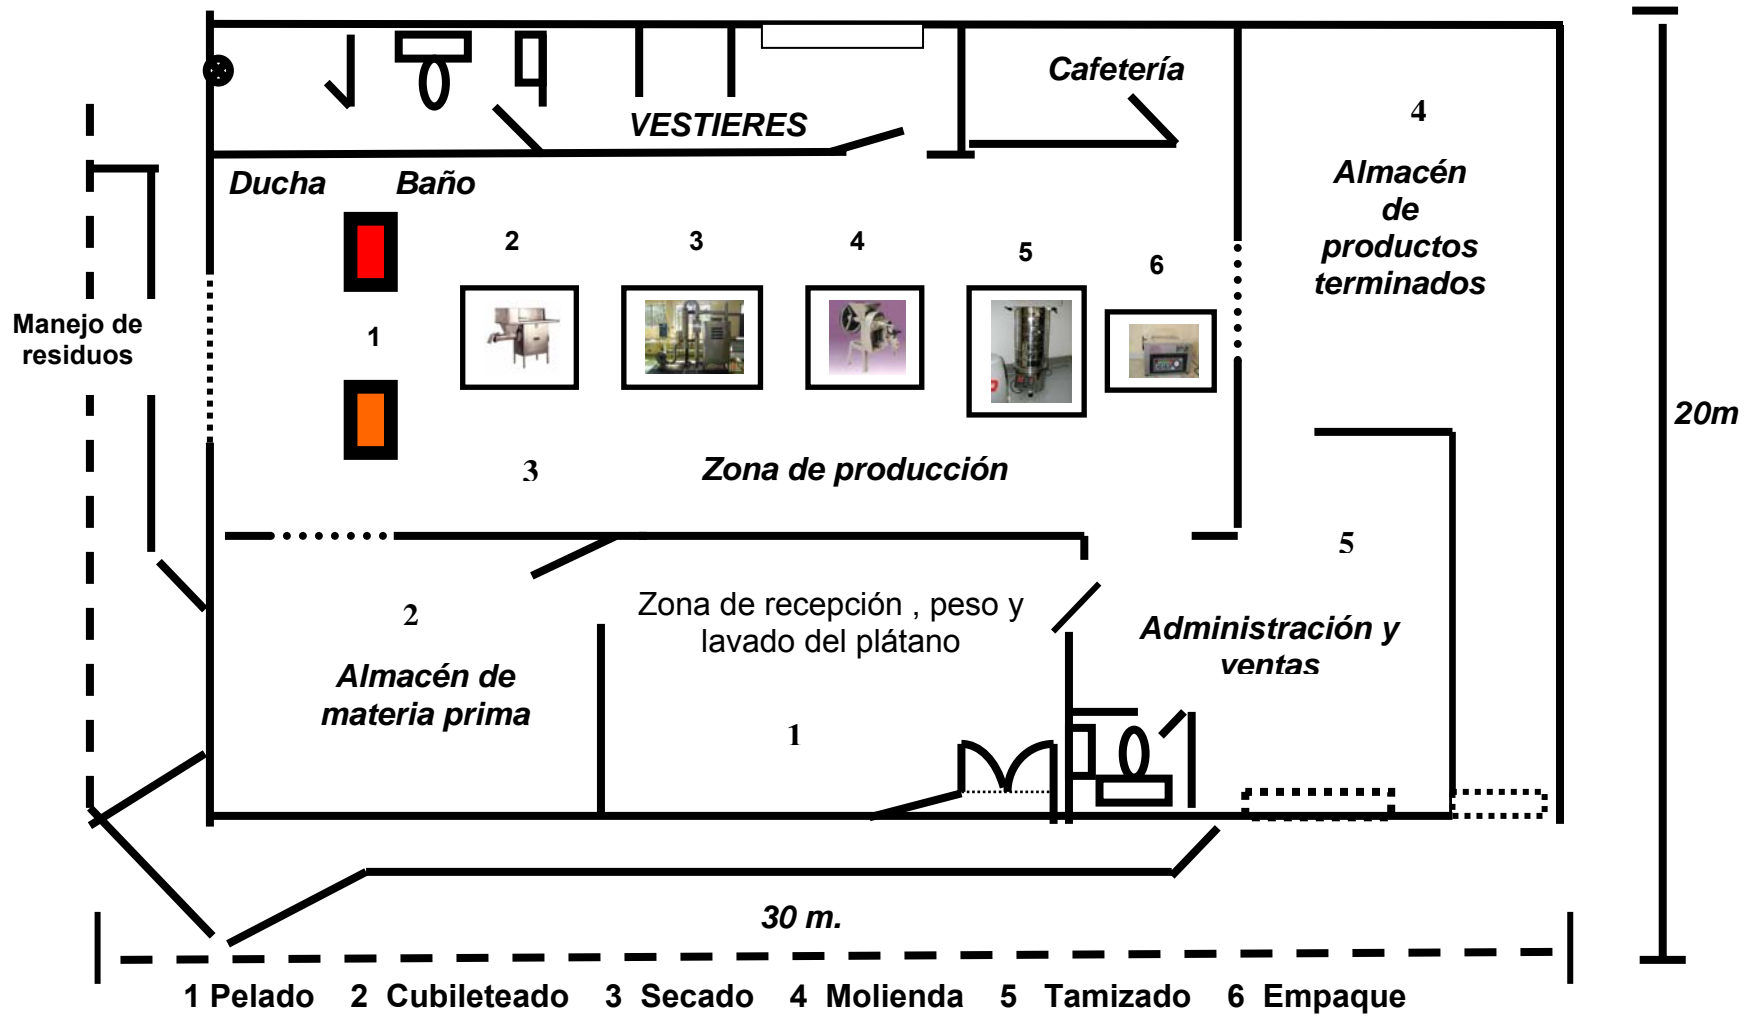 Cafetería
4
VESTIERES
Ducha
Baño
Almacén
de
productos
terminados
2
3
4
5
6
Manejo de
residuos
1
20m
3
Zona de producción
5
2
Zona de recepción , peso y
lavado del plátano
Administración y
ventas
Almacén de
materia prima
1
30 m.
1 Pelado 2 Cubileteado 3 Secado 4 Molienda 5 Tamizado 6 Empaque